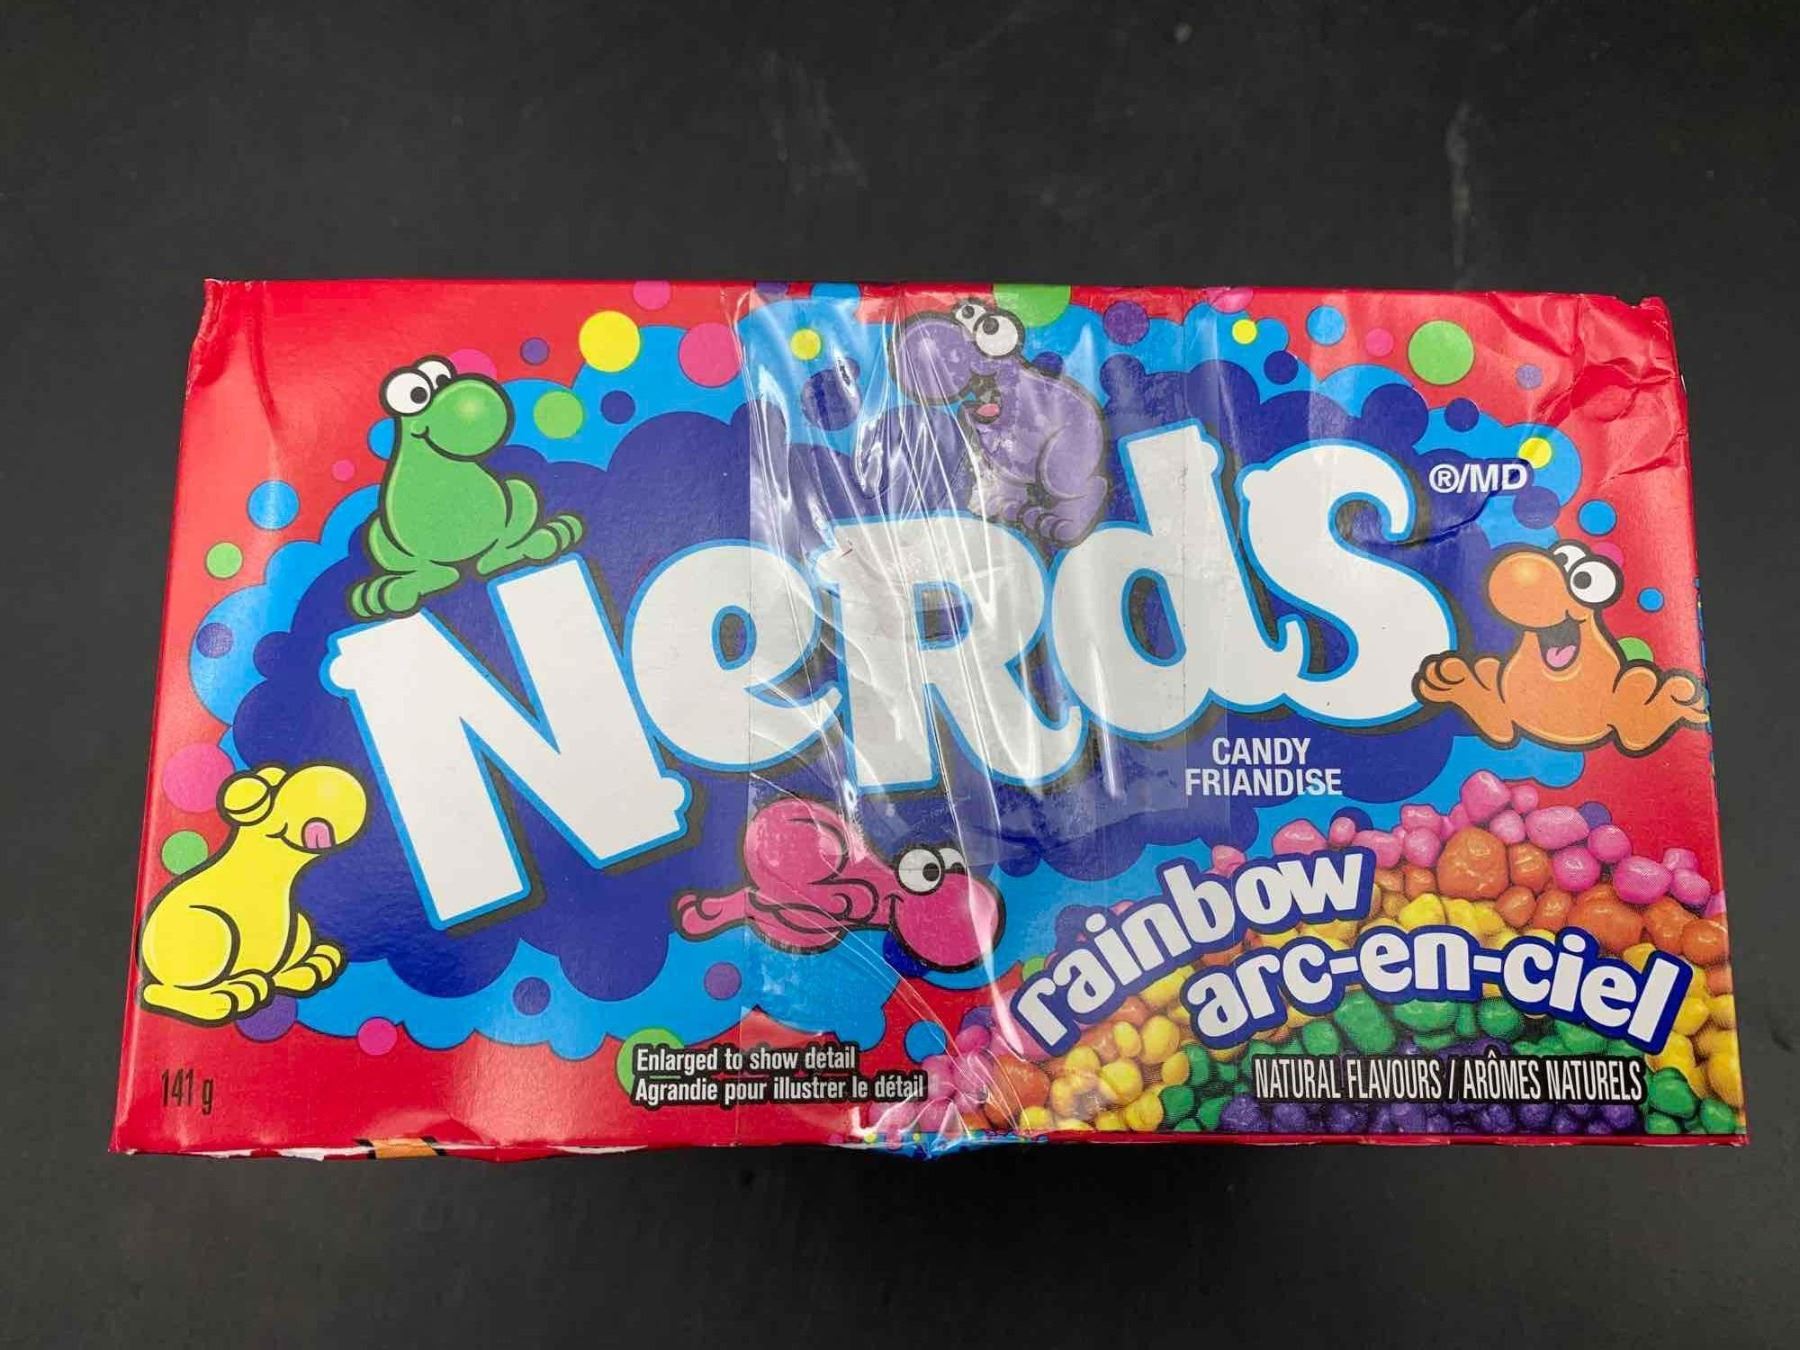 NeRdS ®/MD
CANDY
FRIANDISE
rainbow
arc-en-ciel
NATURAL FLAVOURS / ARÔMES NATURELS
Enlarged to show detail
Agrandie pour illustrer le détail
141 g